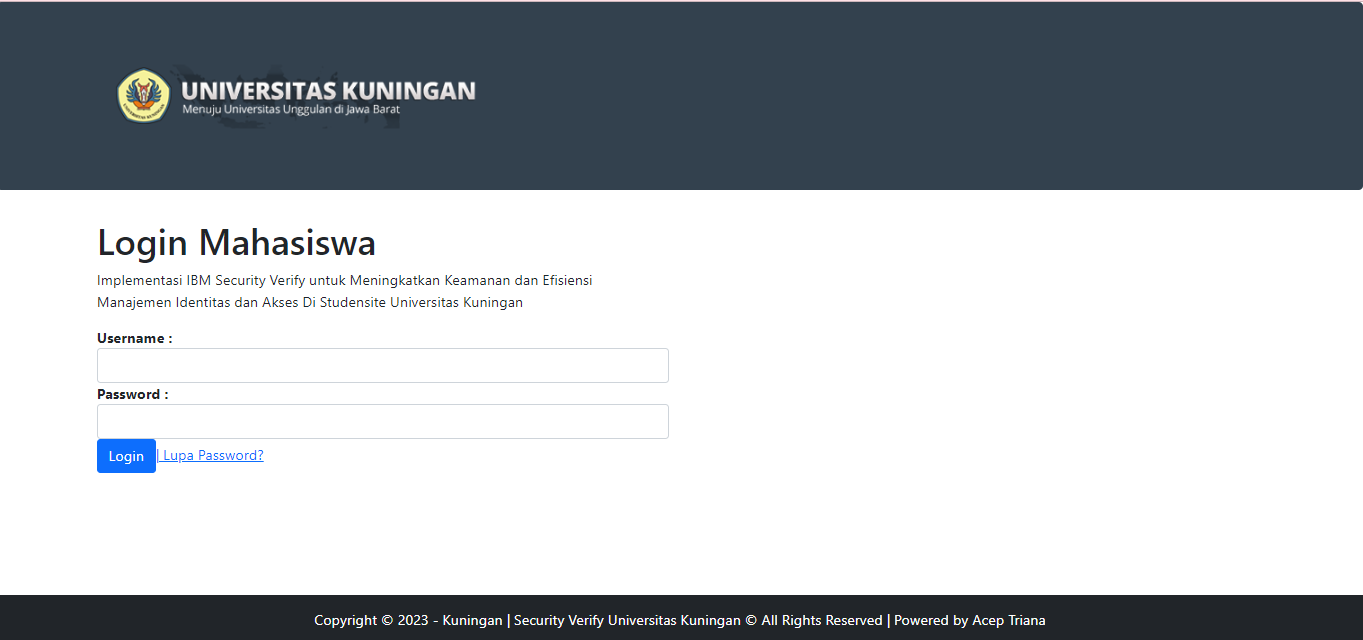 UNIVERSITAS KUNINGAN
Menuju Universitas Unggulan di Jawa Barat
Login Mahasiswa
Implementasi IBM Security Verify untuk Meningkatkan Keamanan dan Efisiensi
Manajemen Identitas dan Akses Di Studensite Universitas Kuningan
Username :
Password :
Login | Lupa Password?
Copyright © 2023 - Kuningan | Security Verify Universitas Kuningan © All Rights Reserved | Powered by Acep Triana